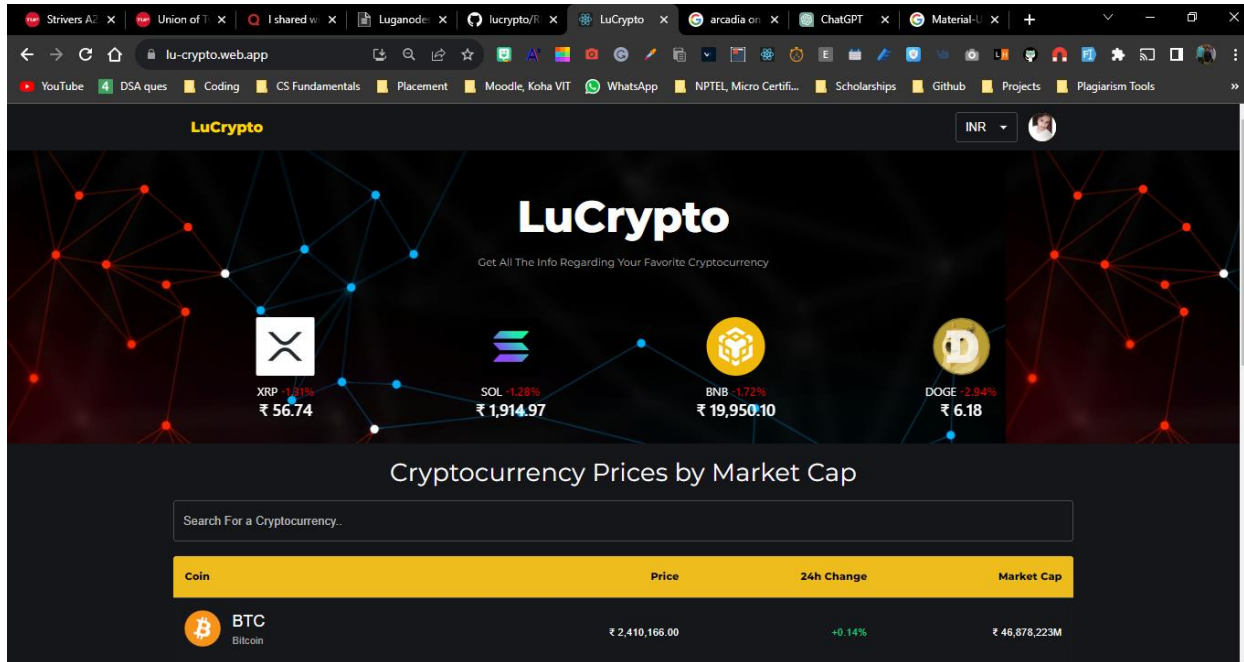 Strivers AZ Union of T I shared w Luganode lucrypto/R LuCrypto arcadia on ChatGPT Material-U
lu-crypto.web.app
YouTube DSA ques Coding CS Fundamentals Placement Moodle, Koha VIT WhatsApp NPTEL, Micro Certifi... Scholarships Github Projects Plagiarism Tools »
LuCrypto INR
LuCrypto
Get All The Info Regarding Your Favorite Cryptocurrency
XRP -1.31% SOL -1.28% BNB -1.72% DOGE -2.94%
₹ 56.74 ₹ 1,914.97 ₹ 19,950.10 ₹ 6.18
Cryptocurrency Prices by Market Cap
Search For a Cryptocurrency..
Coin Price 24h Change Market Cap
BTC
Bitcoin ₹ 2,410,166.00 +0.14% ₹ 46,878,223M